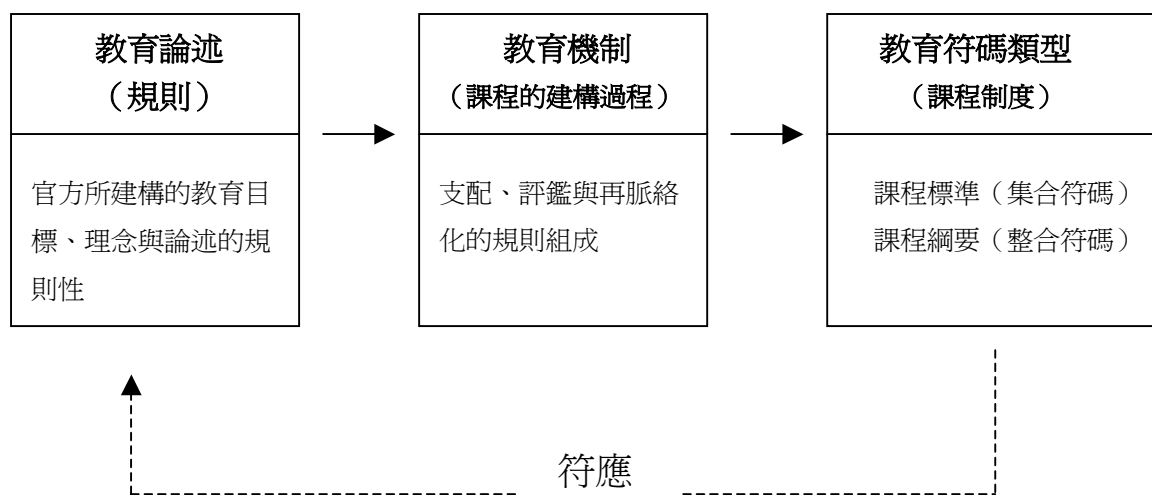 教育論述
（規則）
官方所建構的教育目
標、理念與論述的規
則性
教育機制
（課程的建構過程）
支配、評鑑與再脈絡
化的規則組成
教育符碼類型
（課程制度）
課程標準（集合符碼）
課程綱要（整合符碼）
符應